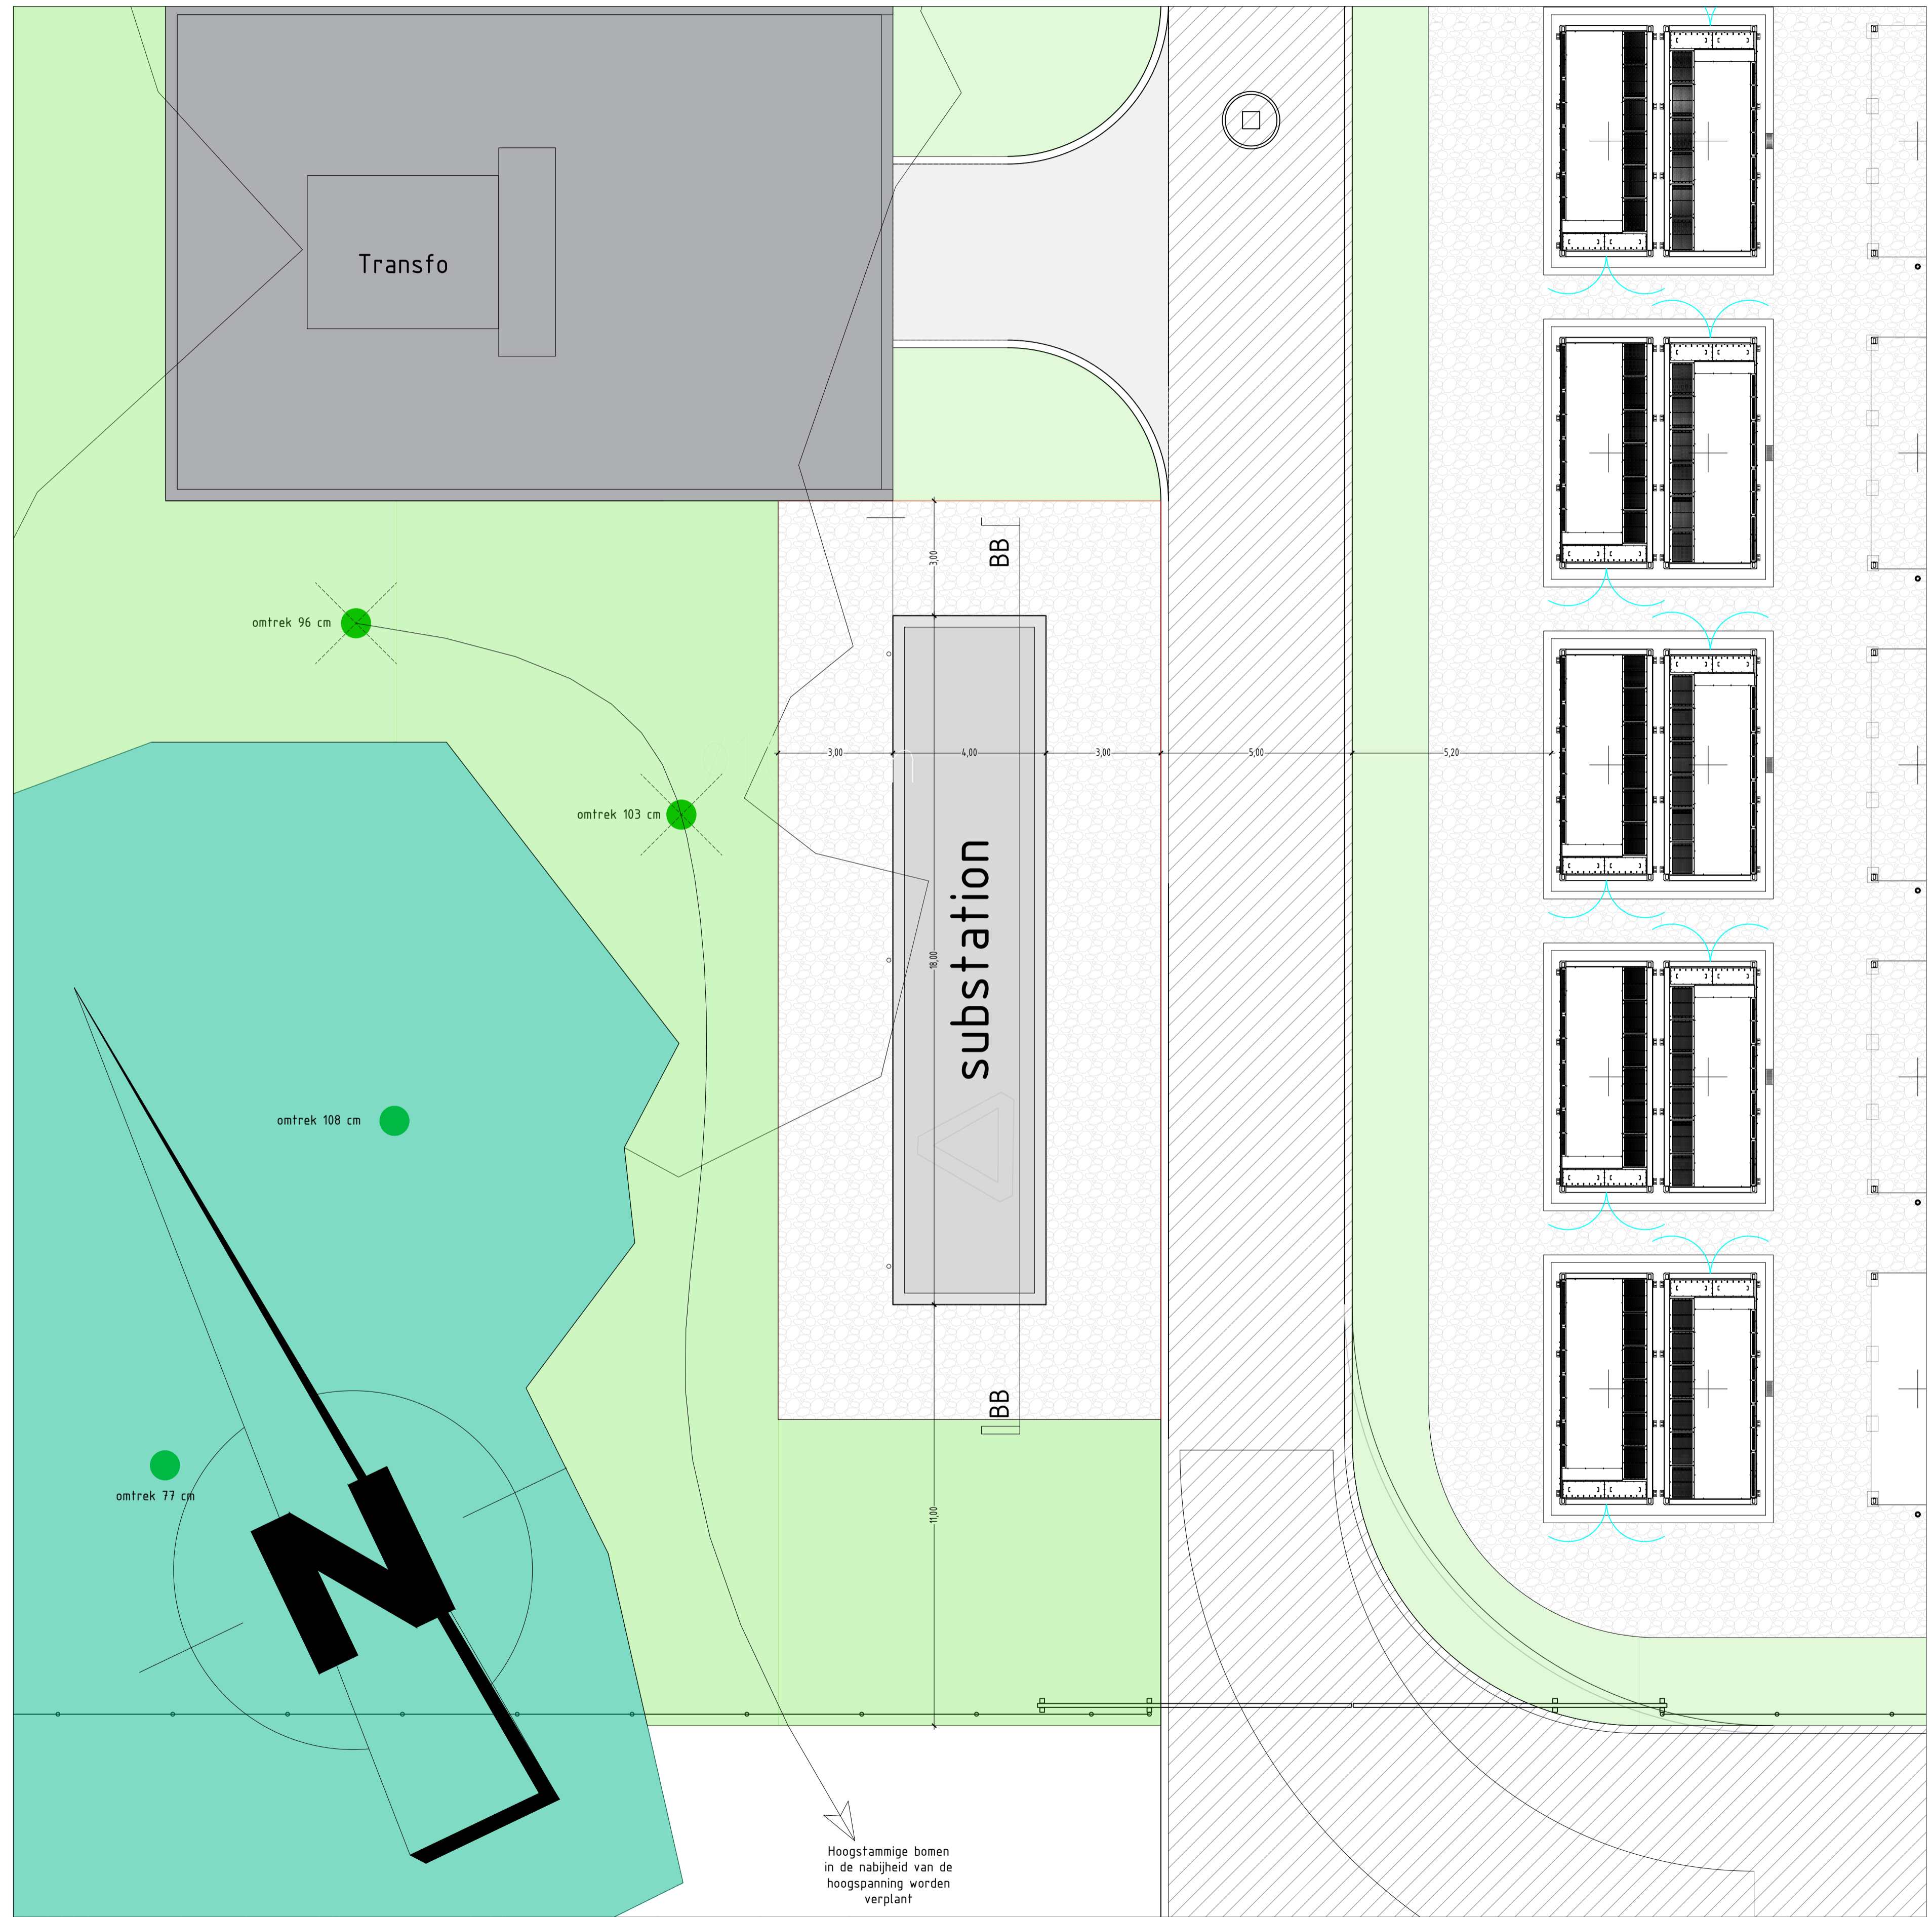 Transfo
BB
3,00
omtrek 96 cm
3,00
4,00
3,00
5,00
5,20
omtrek 103 cm
substation
18,00
omtrek 108 cm
BB
omtrek 77 cm
11,00
N
Hoogstammige bomen
in de nabijheid van de
hoogspanning worden
verplant